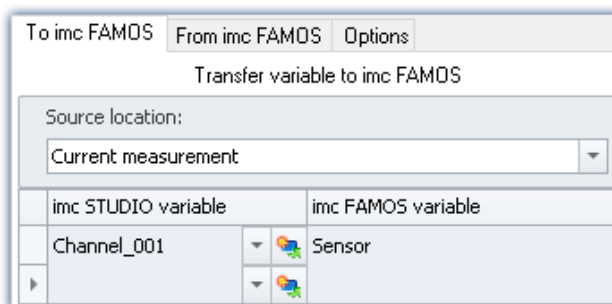 To imc FAMOS From imc FAMOS Options
Transfer variable to imc FAMOS
Source location:
Current measurement
imc STUDIO variable imc FAMOS variable
Channel_001 Sensor